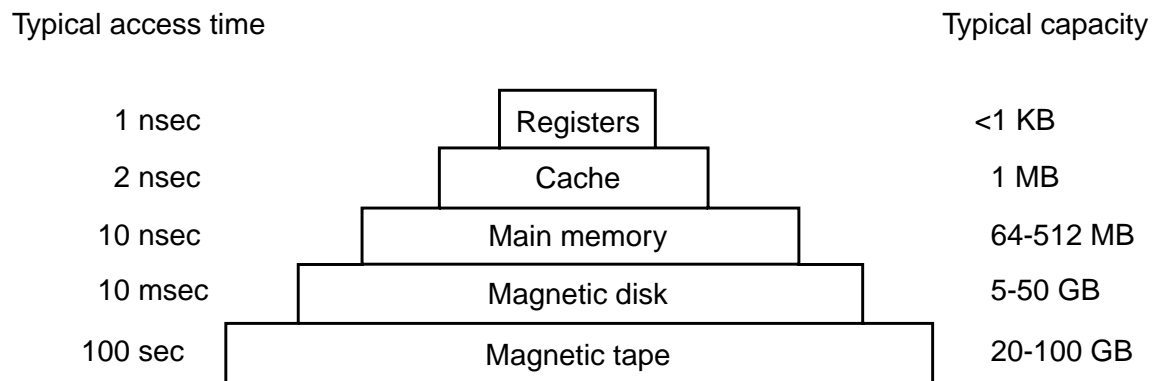 Typical access time Typical capacity
1 nsec Registers <1 KB
2 nsec Cache 1 MB
10 nsec Main memory 64-512 MB
10 msec Magnetic disk 5-50 GB
100 sec Magnetic tape 20-100 GB